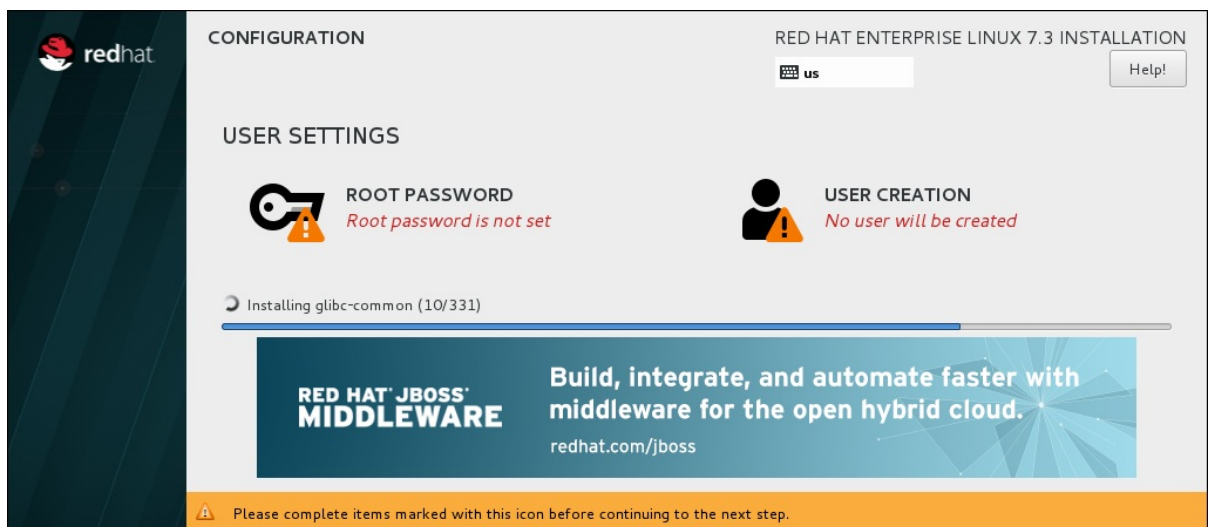 redhat.
CONFIGURATION
RED HAT ENTERPRISE LINUX 7.3 INSTALLATION
us
Help!
USER SETTINGS
ROOT PASSWORD
Root password is not set
USER CREATION
No user will be created
Installing glibc-common (10/331)
RED HAT JBOSS
MIDDLEWARE
Build, integrate, and automate faster with
middleware for the open hybrid cloud.
redhat.com/jboss
Please complete items marked with this icon before continuing to the next step.